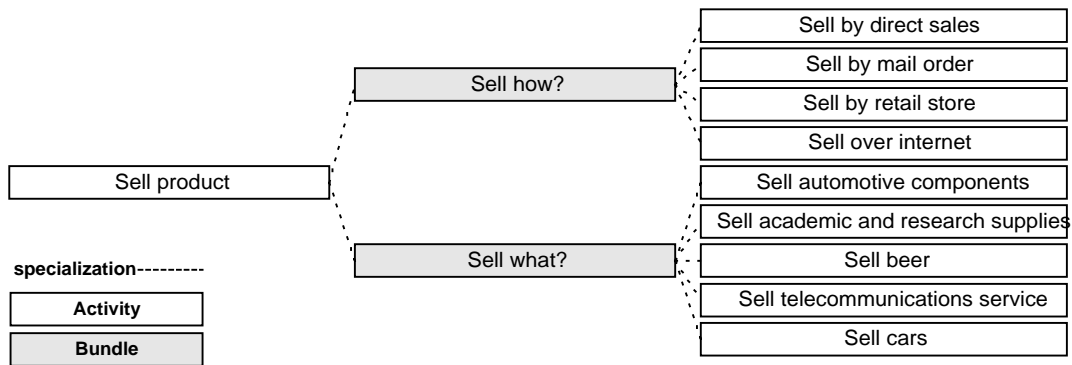 Sell by direct sales
Sell by mail order
Sell how?
Sell by retail store
Sell over internet
Sell product
Sell automotive components
Sell academic and research supplies
Sell what?
Sell beer
specialization---------
Sell telecommunications service
Activity
Sell cars
Bundle